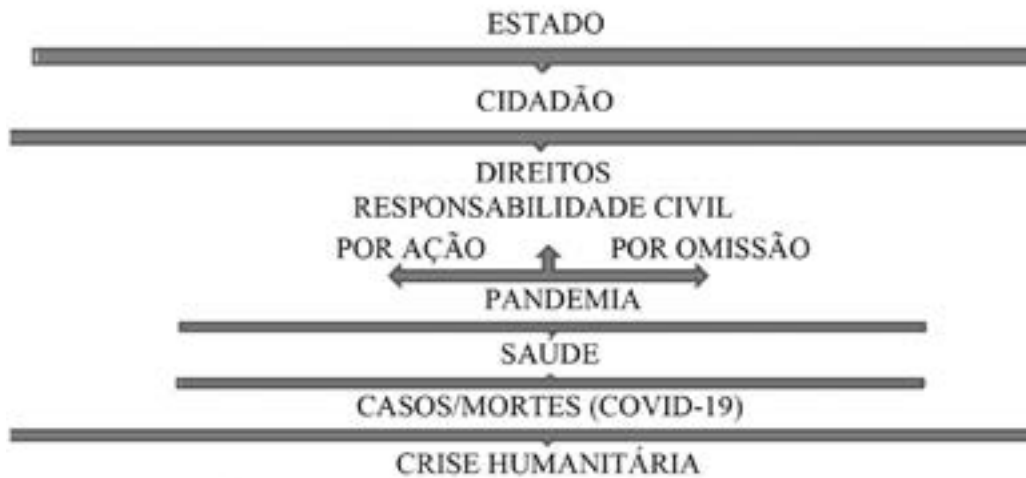 ESTADO
CIDADÃO
DIREITOS
RESPONSABILIDADE CIVIL
POR AÇÃO POR OMISSÃO
PANDEMIA
SAÚDE
CASOS/MORTES (COVID-19)
CRISE HUMANITÁRIA